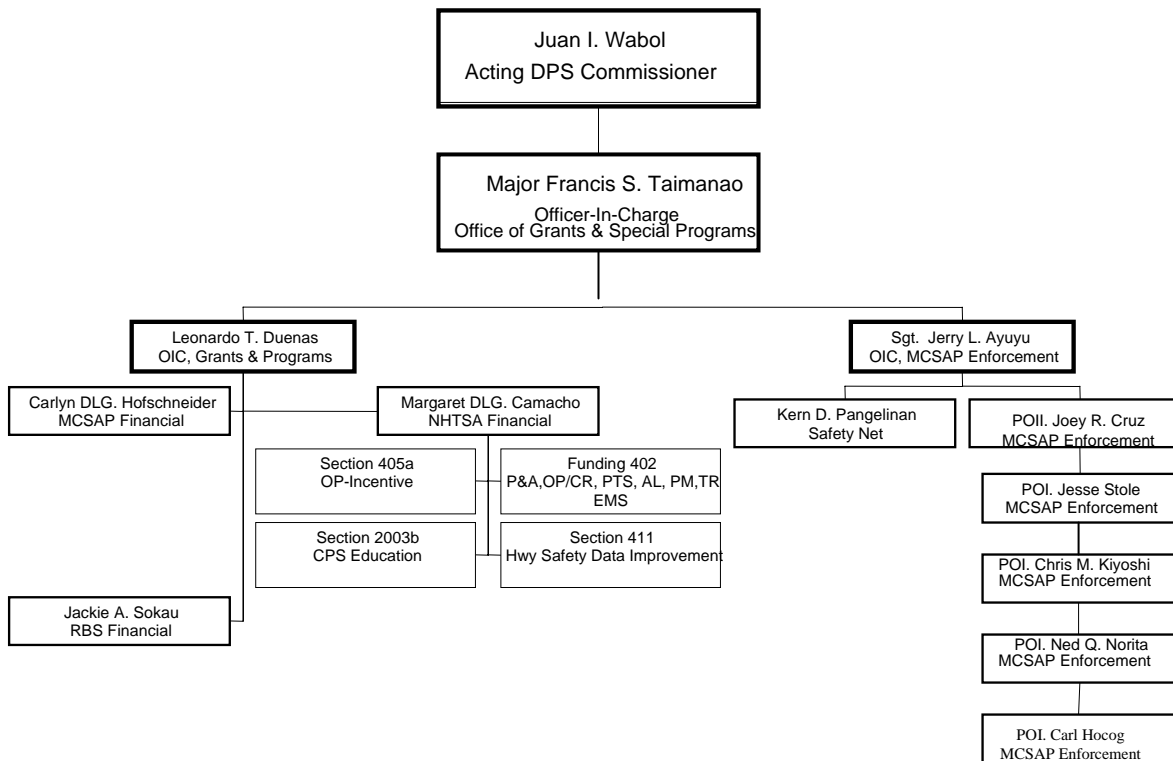 Juan I. Wabol
Acting DPS Commissioner
Major Francis S. Taimanao
Officer-In-Charge
Office of Grants & Special Programs
Leonardo T. Duenas
OIC, Grants & Programs
Sgt. Jerry L. Ayuyu
OIC, MCSAP Enforcement
Carlyn DLG. Hofschneider
MCSAP Financial
Margaret DLG. Camacho
NHTSA Financial
Kern D. Pangelinan
Safety Net
POII. Joey R. Cruz
MCSAP Enforcement
Section 405a
OP-Incentive
Funding 402
P&A,OP/CR, PTS, AL, PM,TR
EMS
POI. Jesse Stole
MCSAP Enforcement
Section 2003b
CPS Education
Section 411
Hwy Safety Data Improvement
POI. Chris M. Kiyoshi
MCSAP Enforcement
Jackie A. Sokau
RBS Financial
POI. Ned Q. Norita
MCSAP Enforcement
POI. Carl Hocog
MCSAP Enforcement